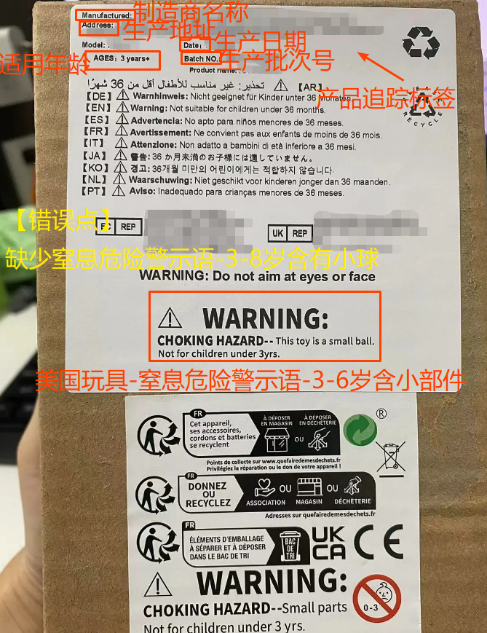 Manufactured:
制造商名称
Address:
生产地址
Model:
Date:
生产日期
适用年龄
AGES: 3 years+
Batch NO.:
生产批次号
Product name:
产品追踪标签
RECYCLE
تحذير: غير مناسب للأطفال أقل من 36 شهرًا ⚠【AR】
【DE】⚠ Warnhinweis: Nicht geeignet für Kinder unter 36 Monaten.
【EN】⚠ Warning: Not suitable for children under 36 months.
【ES】⚠ Advertencia: No apto para niños menores de 36 meses.
【FR】⚠ Avertissement: Ne convient pas aux enfants de moins de 36 mois.
【IT】⚠ Attenzione: Non adatto a bambini di età inferiore a 36 mesi.
【JA】⚠ 警告: 36 か月未満のお子様には適していません。
【KO】⚠ 경고: 36개월 미만의 어린이에게는 적합하지 않습니다.
【NL】⚠ Waarschuwing: Niet geschikt voor kinderen jonger dan 36 maanden.
【PT】⚠ Aviso: Inadequado para crianças menores de 36 meses.
【错误点】
EC REP
UK REP
缺少窒息危险警示语-3-8岁含有小球
WARNING: Do not aim at eyes or face
⚠ WARNING:
CHOKING HAZARD-- This toy is a small ball.
Not for children under 3yrs.
美国玩具-窒息危险警示语-3-6岁含小部件
FR
Cet appareil,
ses accessoires,
cordons et batteries
se recyclent
À DÉPOSER
EN MAGASIN
OU
À DÉPOSER
EN DÉCHÈTERIE
®
Points de collecte sur www.quefairedemesdechets.fr
Privilégiez la réparation ou le don de votre appareil !
FR
DONNEZ
OU
RECYCLEZ
ASSOCIATION
OU
MAGASIN
OU
DÉCHÈTERIE
Adresses sur quefairedemesdechets.fr
FR
ÉLÉMENTS D'EMBALLAGE
À SÉPARER ET À DÉPOSER
DANS LE BAC DE TRI
BAC
DE
TRI
UK
CA
CE
⚠ WARNING:
CHOKING HAZARD--Small parts
Not for children under 3yrs.
0-3